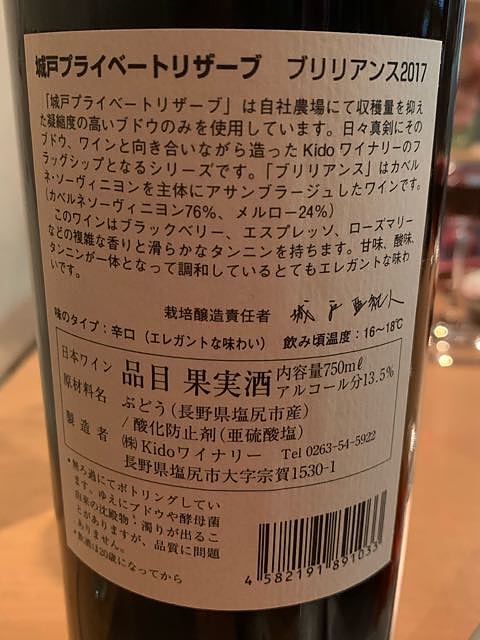 城戸プライベートリザーブ　ブリリアンス2017
「城戸プライベートリザーブ」は自社農場にて収穫量を抑え
た凝縮度の高いブドウのみを使用しています。日々真剣にその
ブドウ、ワインと向き合いながら造ったKidoワイナリーのフ
ラッグシップとなるシリーズです。「ブリリアンス」はカベル
ネ・ソーヴィニヨンを主体にアサンブラージュしたワインです。
（カベルネソーヴィニヨン76%、メルロー24%）
このワインはブラックベリー、エスプレッソ、ローズマリー
などの複雑な香りと滑らかなタンニンを持ちます。甘味、酸味、
タンニンが一体となって調和しているとてもエレガントな味わ
いです。
栽培醸造責任者 城戸亜紀人
味のタイプ：辛口（エレガントな味わい） 飲み頃温度：16〜18℃
日本ワイン 品目 果実酒 内容量750mℓ
アルコール分13.5%
原材料名 ぶどう（長野県塩尻市産）
/酸化防止剤（亜硫酸塩）
製造者 ㈱Kidoワイナリー Tel 0263-54-5922
長野県塩尻市大字宗賀1530-1
•無ろ過にてボトリングしてい
ます。ゆえにブドウや酵母菌
由来の沈殿物・濁りが出るこ
とがありますが、品質に問題
ありません。
•飲酒は20歳になってから
4 582191 891033